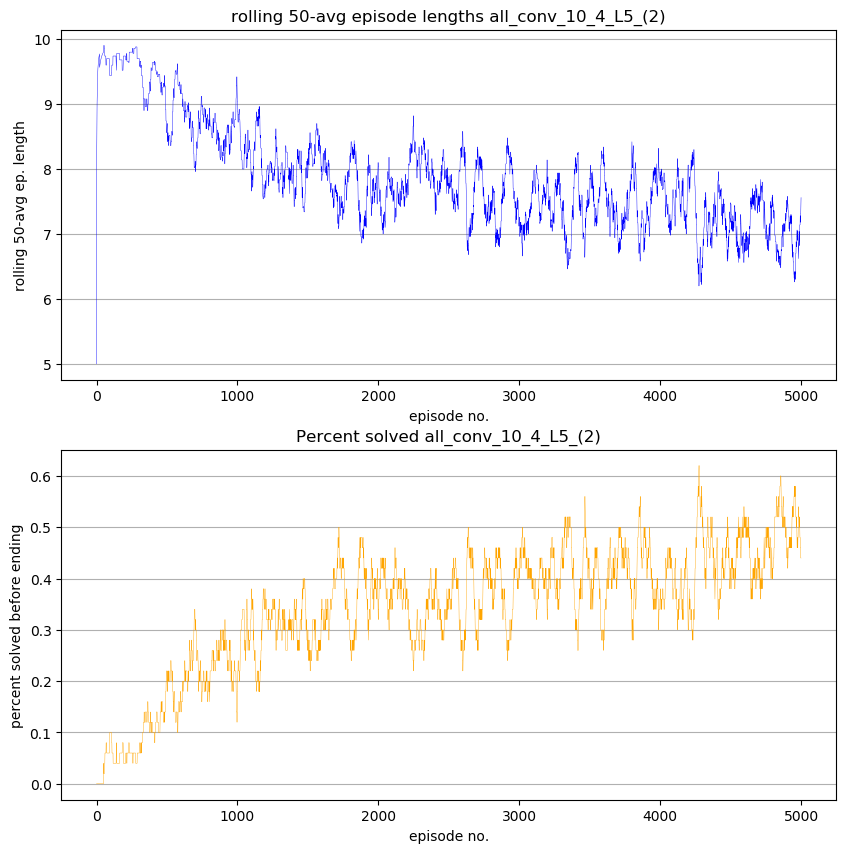 rolling 50-avg episode lengths all_conv_10_4_L5_(2)
10
9
8
7
6
5
rolling 50-avg ep. length
0 1000 2000 3000 4000 5000
episode no.
Percent solved all_conv_10_4_L5_(2)
0.6
0.5
0.4
0.3
0.2
0.1
0.0
percent solved before ending
0 1000 2000 3000 4000 5000
episode no.